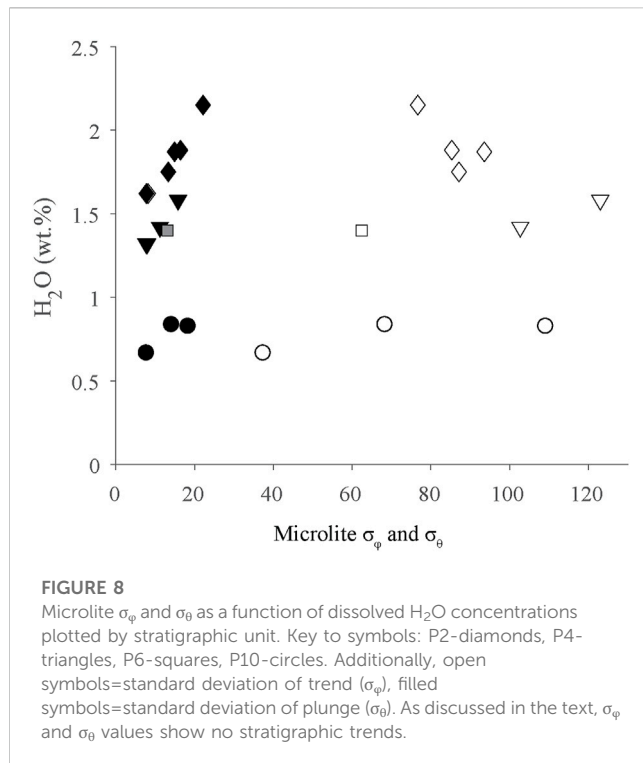 2.5
2
1.5
1
0.5
0
H₂O (wt.%)
0 20 40 60 80 100 120
Microlite σφ and σθ
FIGURE 8
Microlite σφ and σθ as a function of dissolved H₂O concentrations
plotted by stratigraphic unit. Key to symbols: P2-diamonds, P4-
triangles, P6-squares, P10-circles. Additionally, open
symbols=standard deviation of trend (σφ), filled
symbols=standard deviation of plunge (σθ). As discussed in the text, σφ
and σθ values show no stratigraphic trends.